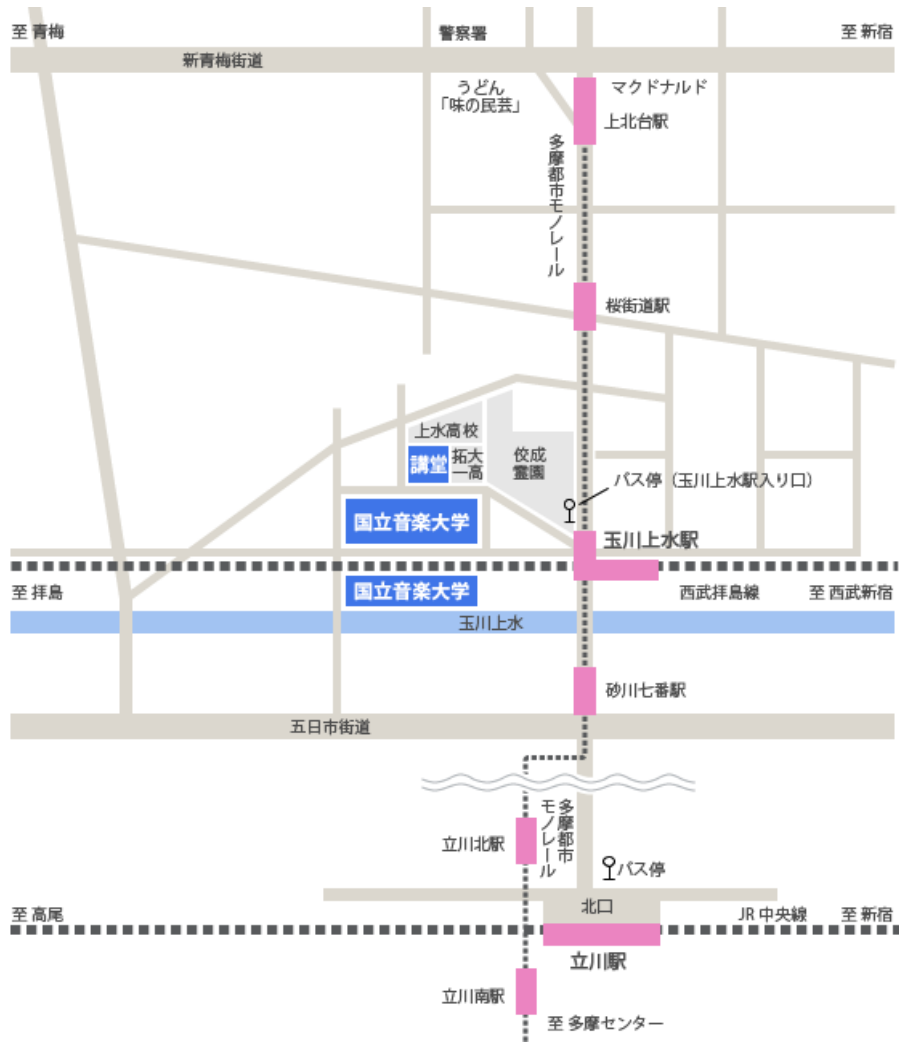 至 青梅
警察署
至 新宿
新青梅街道
うどん
「味の民芸」
マクドナルド
上北台駅
多摩都市モノレール
桜街道駅
上水高校
講堂
拓大
一高
佼成
霊園
バス停（玉川上水駅入り口）
国立音楽大学
玉川上水駅
至 拝島
国立音楽大学
西武拝島線
至 西武新宿
玉川上水
砂川七番駅
五日市街道
多摩都市
モノレール
立川北駅
バス停
北口
至 高尾
JR 中央線
至 新宿
立川駅
立川南駅
至 多摩センター